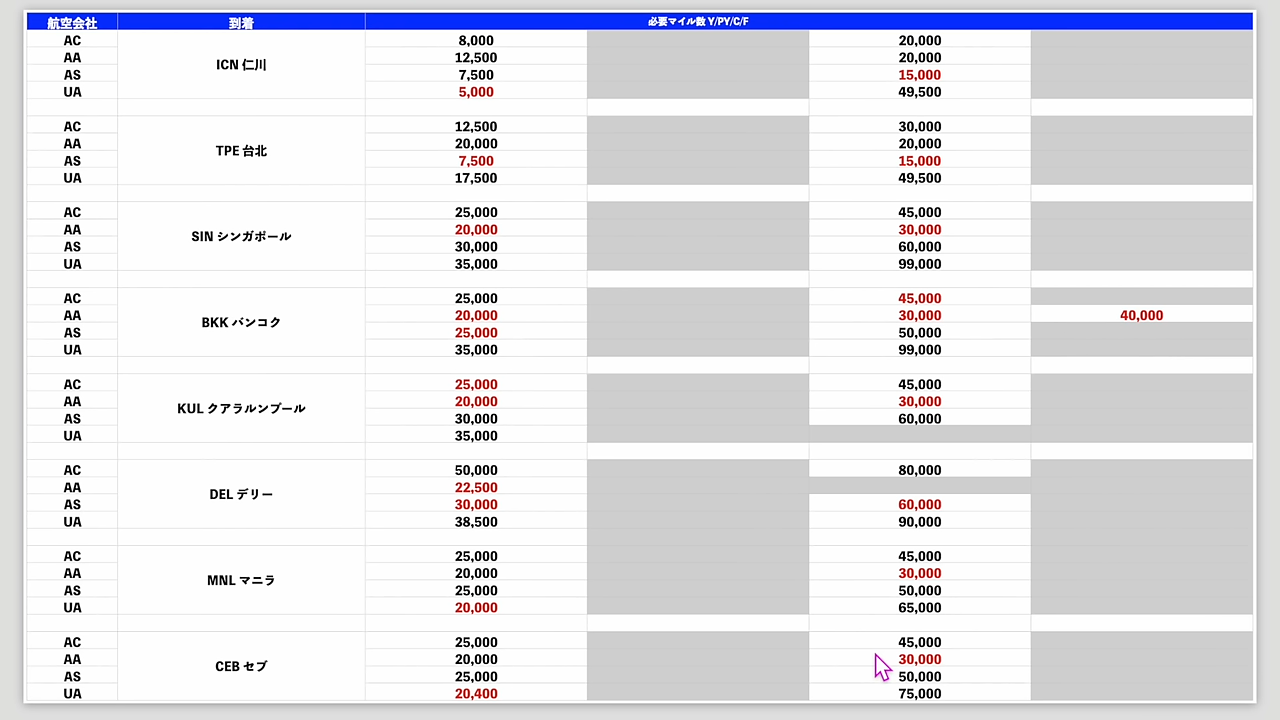 航空会社 到着 必要マイル数 Y/PY/C/F
AC 8,000 20,000
AA 12,500 20,000
ICN 仁川
AS 7,500 15,000
UA 5,000 49,500
AC 12,500 30,000
AA 20,000 20,000
TPE 台北
AS 7,500 15,000
UA 17,500 49,500
AC 25,000 45,000
AA 20,000 30,000
SIN シンガポール
AS 30,000 60,000
UA 35,000 99,000
AC 25,000 45,000
AA 20,000 30,000 40,000
BKK バンコク
AS 25,000 50,000
UA 35,000 99,000
AC 25,000 45,000
AA 20,000 30,000
KUL クアラルンプール
AS 30,000 60,000
UA 35,000
AC 50,000 80,000
AA 22,500
DEL デリー
AS 30,000 60,000
UA 38,500 90,000
AC 25,000 45,000
AA 20,000 30,000
MNL マニラ
AS 25,000 50,000
UA 20,000 65,000
AC 25,000 45,000
AA 20,000 30,000
CEB セブ
AS 25,000 50,000
UA 20,400 75,000